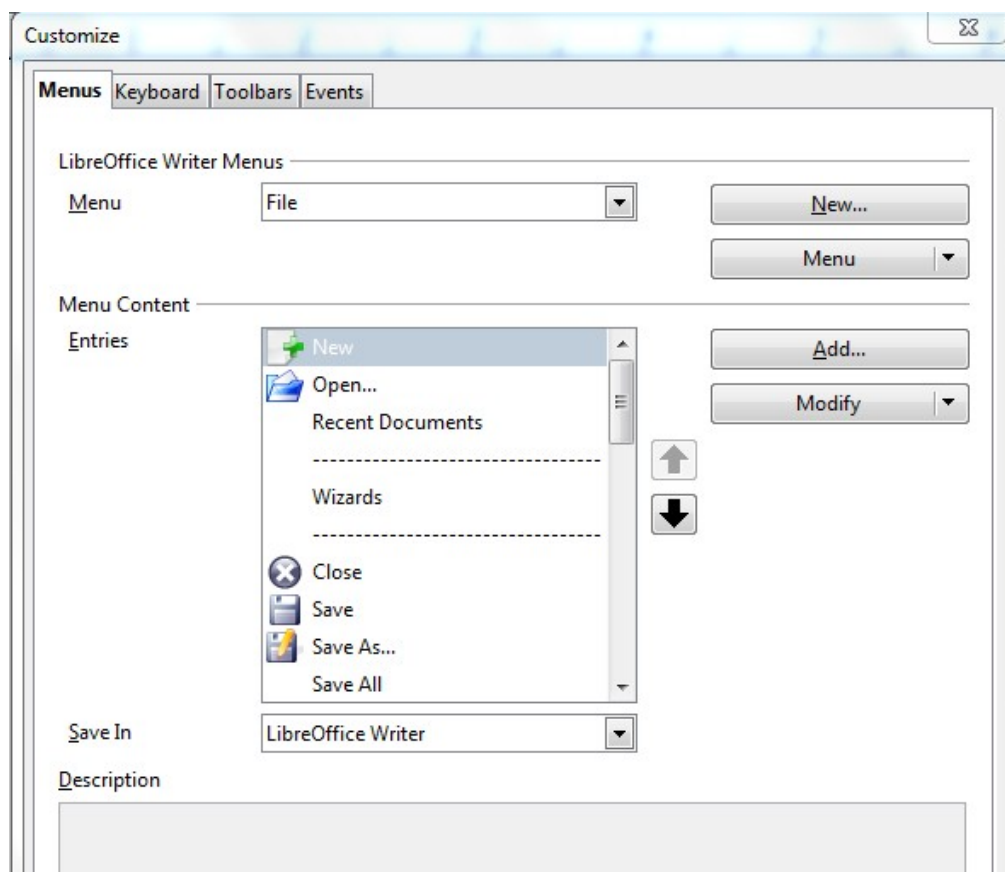 Customize
Menus Keyboard Toolbars Events
LibreOffice Writer Menus
Menu File New...
Menu
Menu Content
Entries New Add...
Open... Modify
Recent Documents
Wizards
Close
Save
Save As...
Save All
Save In LibreOffice Writer
Description